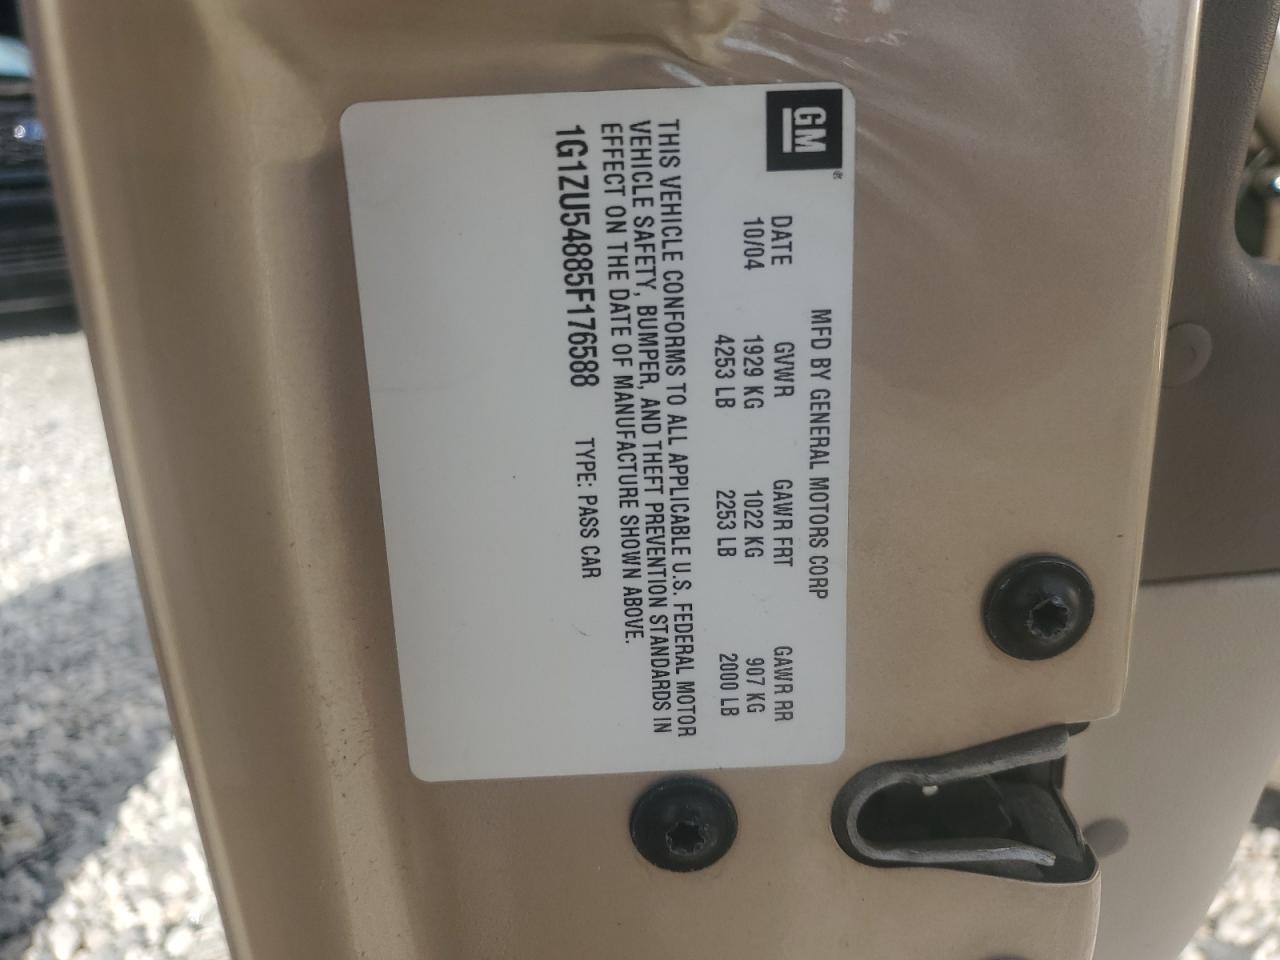 GM
MFD BY GENERAL MOTORS CORP
DATE GVWR GAWR FRT GAWR RR
10/04 1929 KG 1022 KG 907 KG
4253 LB 2253 LB 2000 LB
THIS VEHICLE CONFORMS TO ALL APPLICABLE U.S. FEDERAL MOTOR
VEHICLE SAFETY, BUMPER, AND THEFT PREVENTION STANDARDS IN
EFFECT ON THE DATE OF MANUFACTURE SHOWN ABOVE.
1G1ZU54885F176588 TYPE: PASS CAR